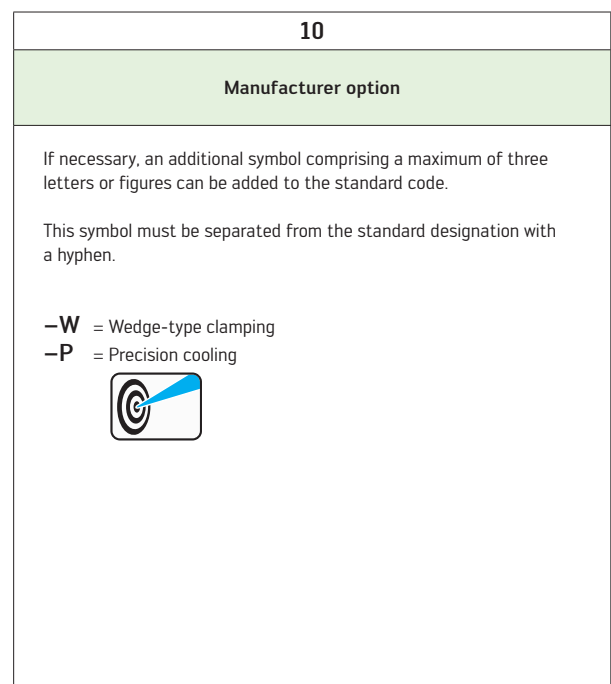 10
Manufacturer option
If necessary, an additional symbol comprising a maximum of three
letters or figures can be added to the standard code.
This symbol must be separated from the standard designation with
a hyphen.
–W = Wedge-type clamping
–P = Precision cooling